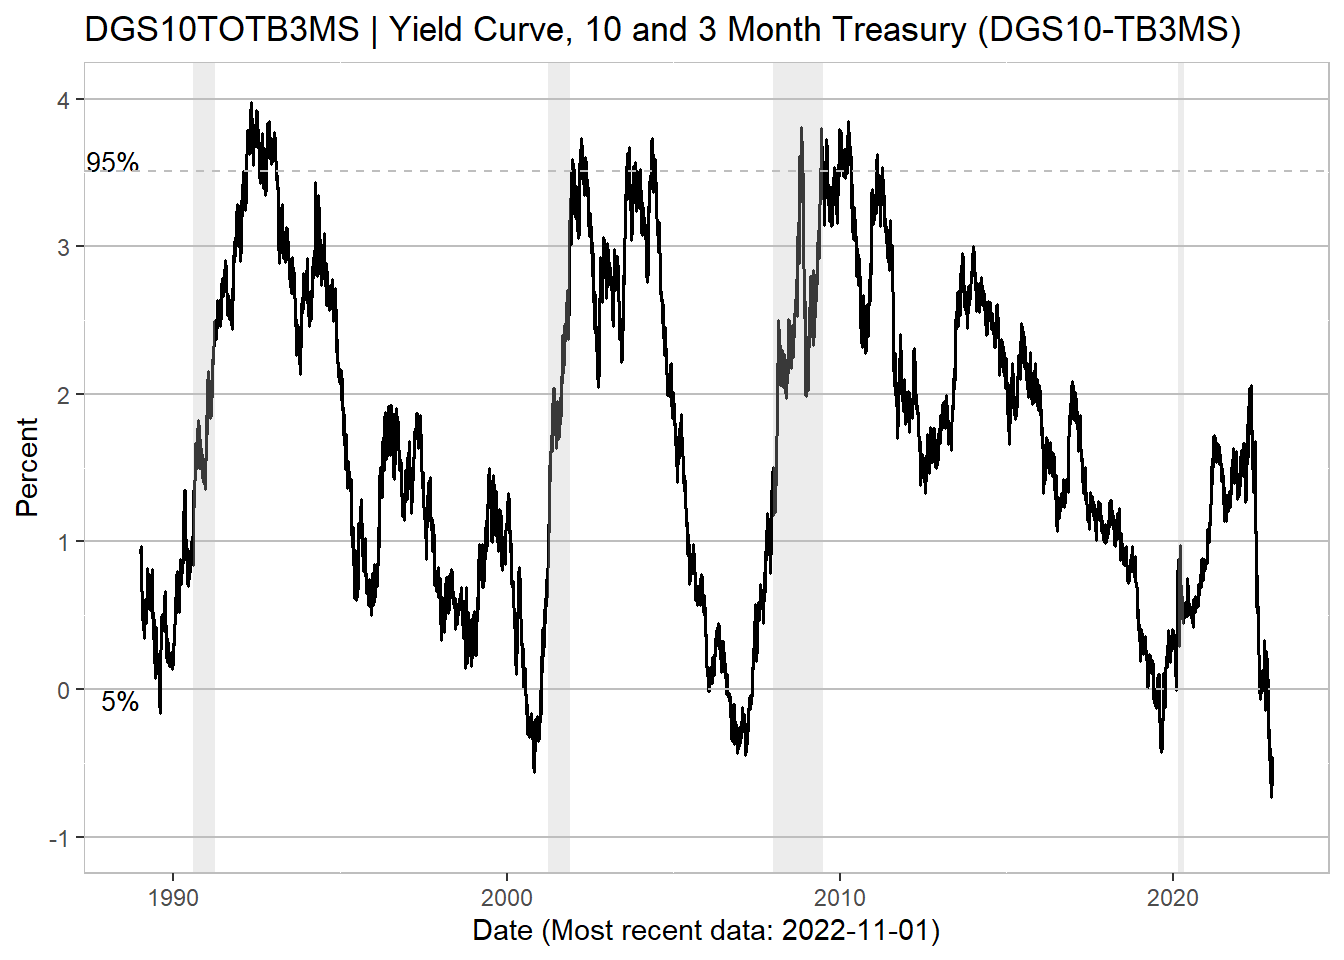 DGS10TOTB3MS | Yield Curve, 10 and 3 Month Treasury (DGS10-TB3MS)
Percent
4
95%
3
2
1
0
5%
-1
1990 2000 2010 2020
Date (Most recent data: 2022-11-01)